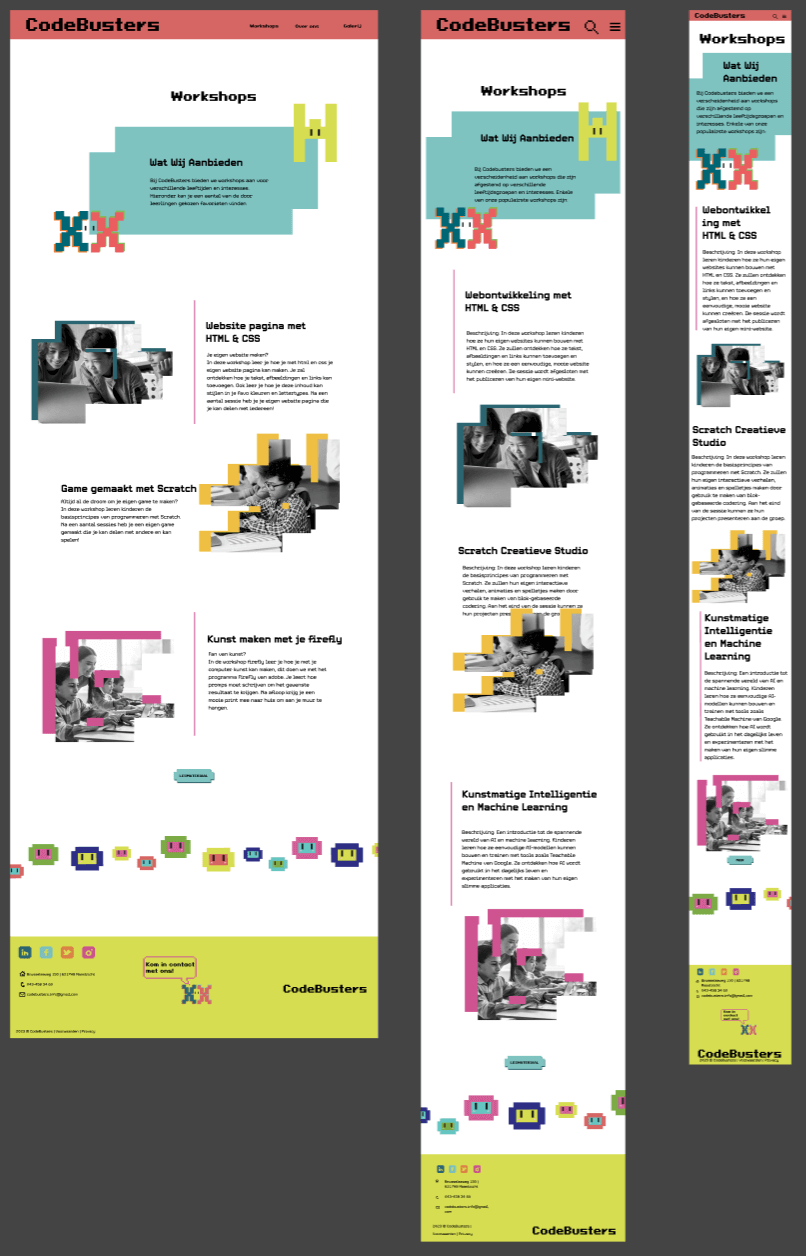 CodeBusters
Workshops
Over ons
Galerij
Workshops
Wat Wij Aanbieden
Bij CodeBusters bieden we workshops aan voor
verschillende leeftijden en interesses.
Hieronder kan je een aantal van de door
leerlingen gekozen favorieten vinden.
Website pagina met
HTML & CSS
Je eigen website maken?
In deze workshop leer je hoe je met html en css je
eigen website pagina kan maken. Je zal
ontdekken hoe je tekst, afbeeldingen en links kan
toevoegen. Ook leer je hoe je deze inhoud kan
stijlen in je favo kleuren en lettertypes. Na een
aantal sessies heb je je eigen website pagina die
je kan delen met iedereen!
Game gemaakt met Scratch
Altijd al de droom om je eigen game te maken?
In deze workshop leren kinderen de
basisprincipes van programmeren met Scratch.
Na een aantal sessies heb je een eigen game
gemaakt die je kan delen met andere en kan
spelen!
Kunst maken met je firefly
Fan van kunst?
In de workshop firefly leer je hoe je met je
computer kunst kan maken, dit doen we met het
programma Firefly van adobe. Je leert hoe
promps moet schrijven om het gewenste
resultaat te krijgen. Na afloop krijg je een
mooie print mee naar huis om aan je muur te
hangen.
LESMATERIAAL
Kom in contact
met ons!
043-458 34 68
codebusters.info@gmail.com
CodeBusters
2023 © CodeBusters | Voorwaarden | Privacy
CodeBusters
Workshops
Wat Wij Aanbieden
Bij Codebusters bieden we een
verscheidenheid aan workshops die zijn
afgestemd op verschillende
leeftijdsgroepen en interesses. Enkele
van onze populairste workshops zijn:
Webontwikkeling met
HTML & CSS
Beschrijving: In deze workshop leren kinderen
hoe ze hun eigen websites kunnen bouwen met
HTML en CSS. Ze zullen ontdekken hoe ze tekst,
afbeeldingen en links kunnen toevoegen en
stylen, en hoe ze een eenvoudige, mooie website
kunnen creëren. De sessie wordt afgesloten met
het publiceren van hun eigen mini-website.
Scratch Creatieve Studio
Beschrijving: In deze workshop leren kinderen
de basisprincipes van programmeren met
Scratch. Ze zullen hun eigen interactieve
verhalen, animaties en spelletjes maken door
gebruik te maken van blok-gebaseerde
codering. Aan het eind van de sessie kunnen ze
hun projecten
Kunstmatige Intelligentie
en Machine Learning
Beschrijving: Een introductie tot de spannende
wereld van AI en machine learning. Kinderen
leren hoe ze eenvoudige AI-modellen kunnen
bouwen en trainen met tools zoals Teachable
Machine van Google. Ze ontdekken hoe AI wordt
gebruikt in het dagelijks leven en
experimenteren met het maken van hun eigen
slimme applicaties.
LESMATERIAAL
043-458 34 68
codebusters.info@gmail.
com
2023 © CodeBusters |
Voorwaarden | Privacy
CodeBusters
CodeBusters
Workshops
Wat Wij
Aanbieden
Bij Codebusters bieden we een
verscheidenheid aan workshops
die zijn afgestemd op
verschillende leeftijdsgroepen en
interesses. Enkele van onze
populairste workshops zijn:
Webontwikkel
ing met
HTML & CSS
Beschrijving: In deze workshop
leren kinderen hoe ze hun eigen
websites kunnen bouwen met
HTML en CSS. Ze zullen ontdekken
hoe ze tekst, afbeeldingen en
links kunnen toevoegen en
stylen, en hoe ze een
eenvoudige, mooie website
kunnen creëren. De sessie wordt
afgesloten met het publiceren
van hun eigen mini-website.
Scratch Creatieve
Studio
Beschrijving: In deze workshop leren
kinderen de basisprincipes van
programmeren met Scratch. Ze zullen
hun eigen interactieve verhalen,
animaties en spelletjes maken door
gebruik te maken van blok-
gebaseerde codering. Aan het eind
van de sessie kunnen ze hun
projecten presenteren aan de groep.
Kunstmatige
Intelligentie
en Machine
Learning
Beschrijving: Een introductie tot
de spannende wereld van AI en
machine learning. Kinderen
leren hoe ze eenvoudige AI-
modellen kunnen bouwen en
trainen met tools zoals
Teachable Machine van Google.
Ze ontdekken hoe AI wordt
gebruikt in het dagelijks leven
en experimenteren met het
maken van hun eigen slimme
applicaties.
043-458 34 68
codebusters.info@gmail.com
Kom in
contact
met ons!
CodeBusters
2023 © CodeBusters | Voorwaarden | Privacy